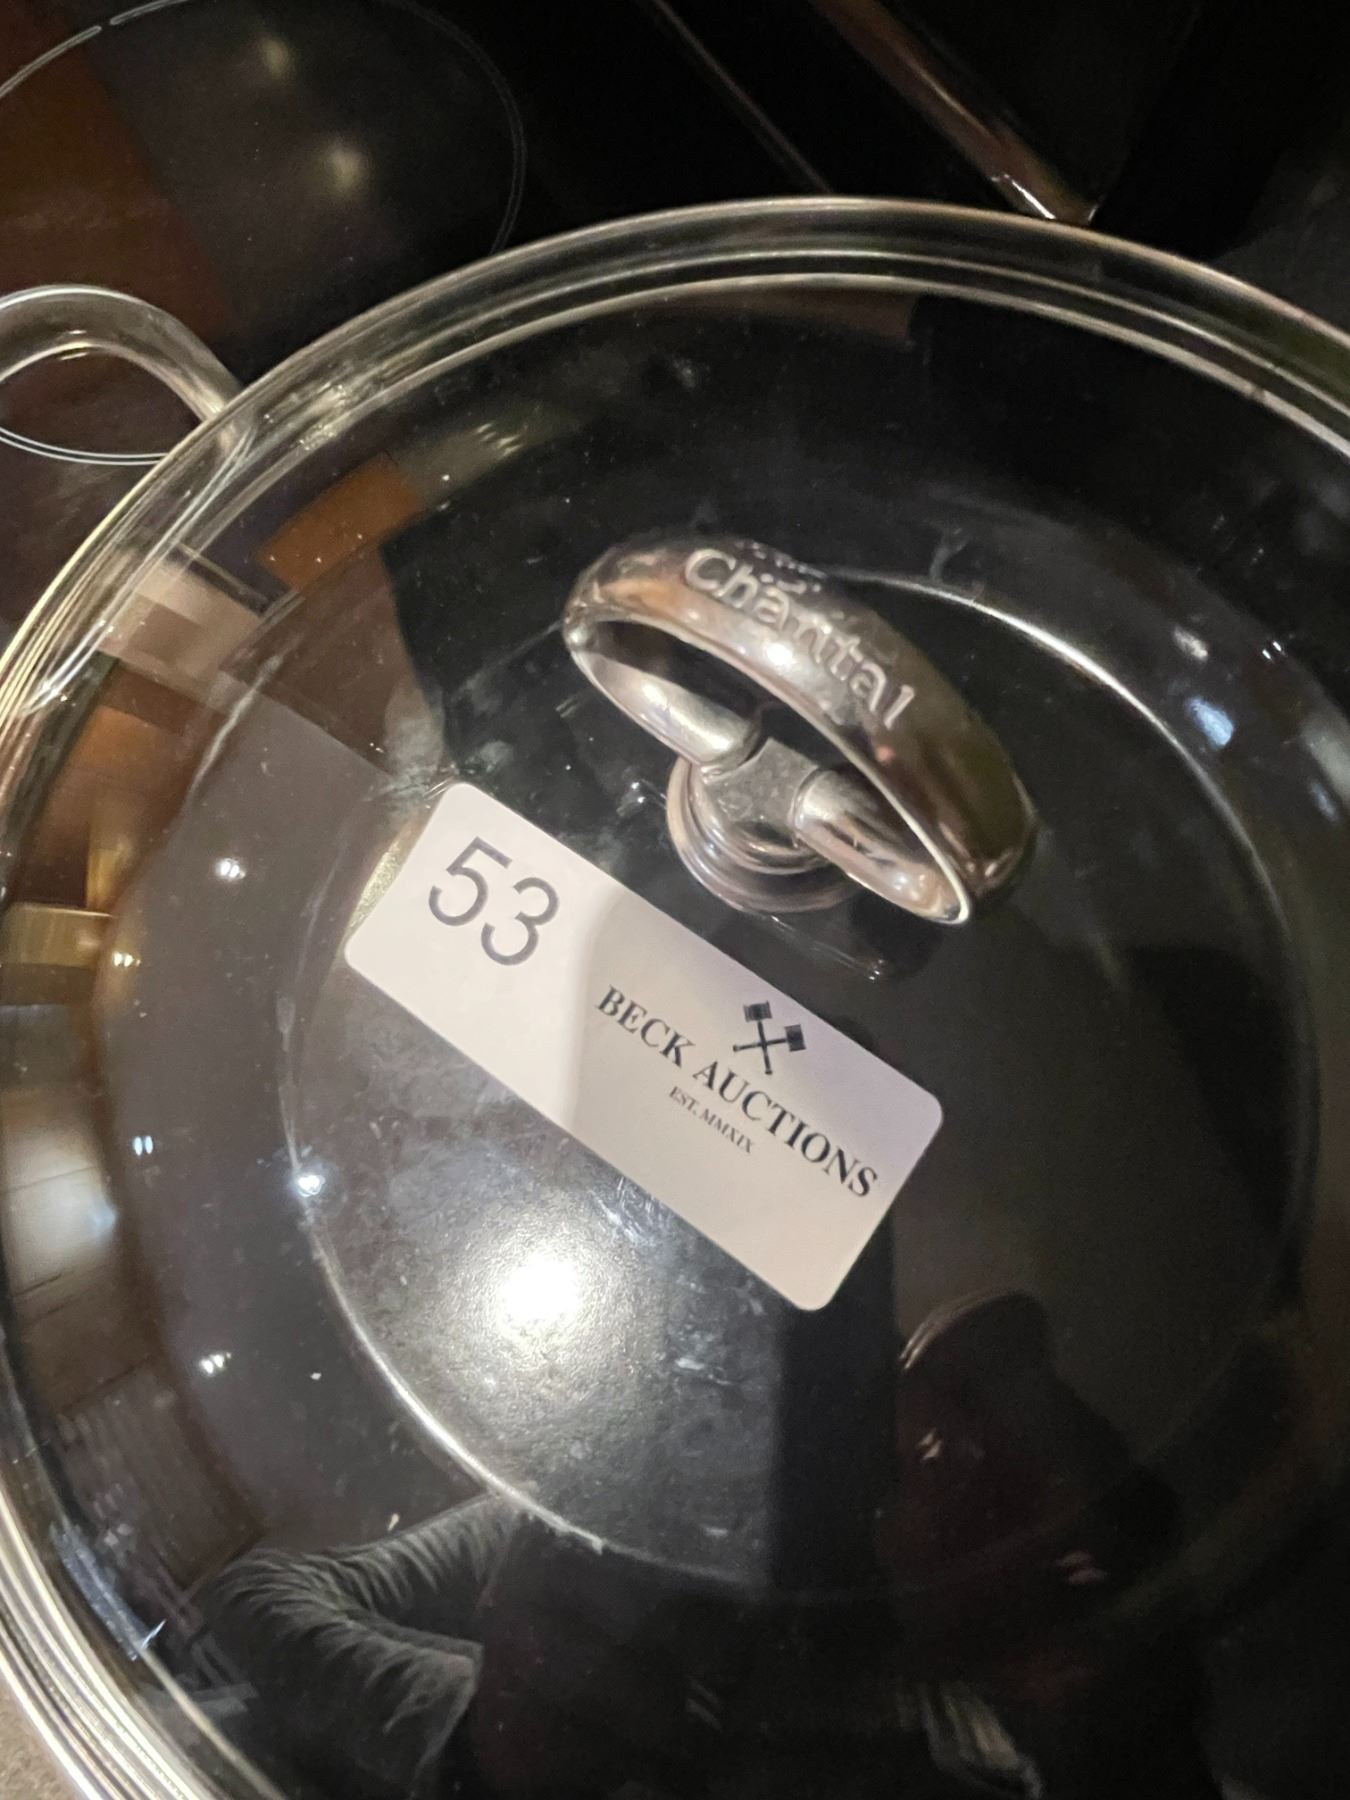 Chantal
53
BECK AUCTIONS
EST. MMXIX